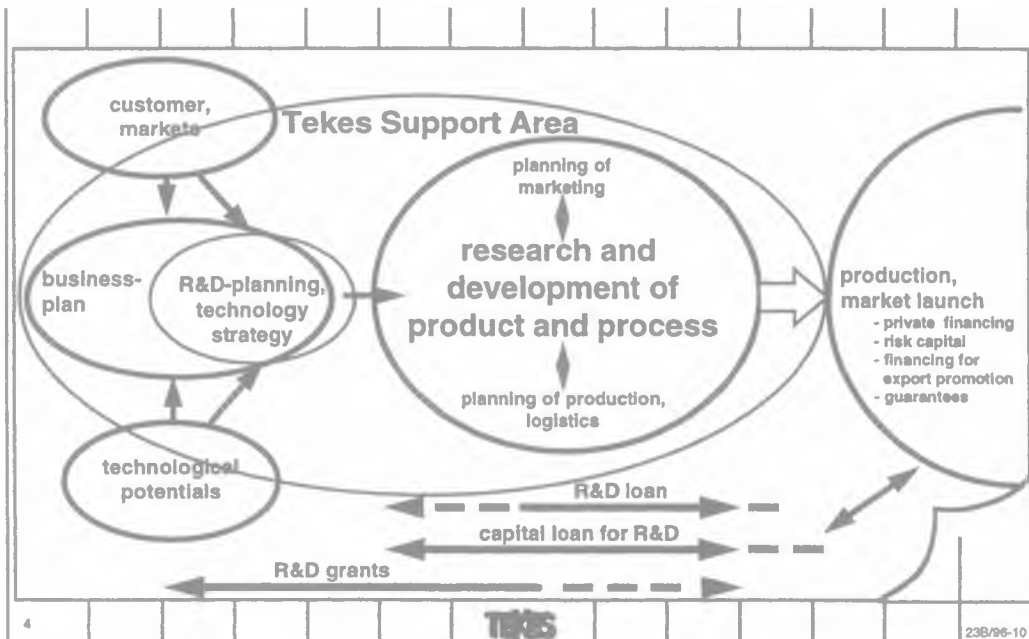 customer,
markets
Tekes Support Area
planning of
marketing
business-
plan
R&D-planning,
technology
strategy
research and
development of
product and process
production,
market launch
- private financing
- risk capital
- financing for
export promotion
- guarantees
planning of production,
logistics
technological
potentials
R&D loan
capital loan for R&D
R&D grants
4
TEKES
23B/96-10